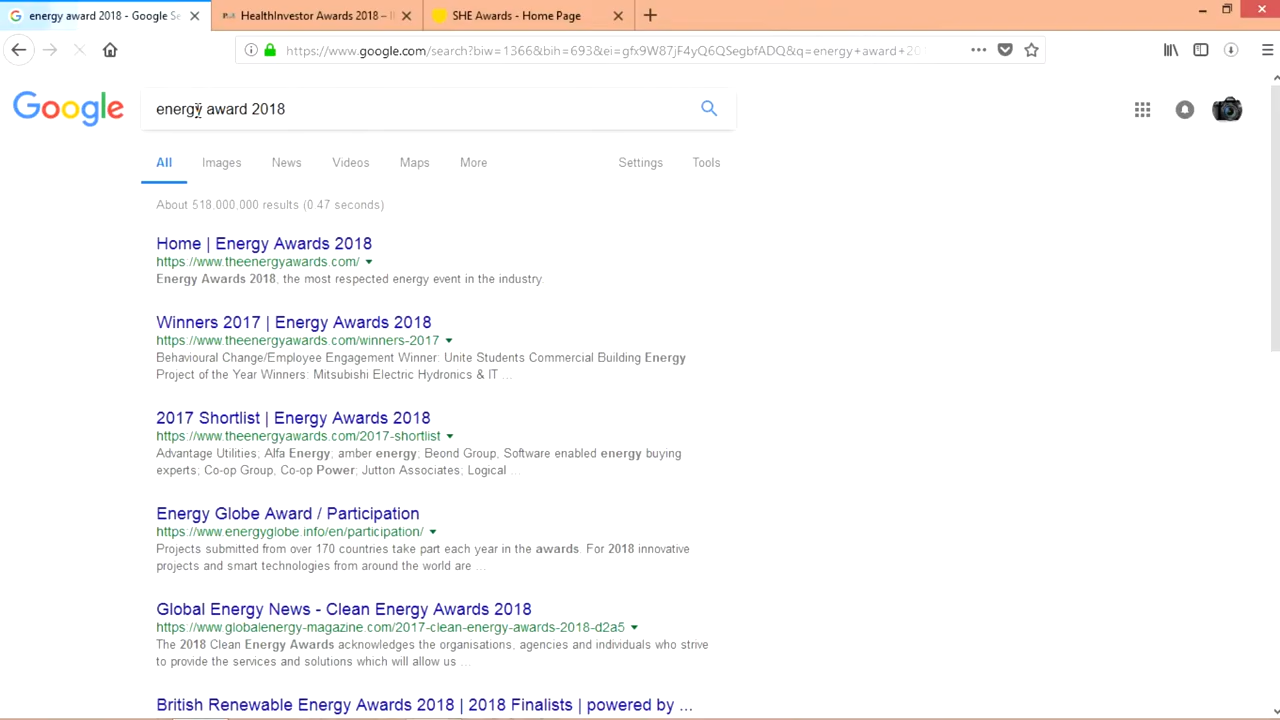 energy award 2018 - Google Se
HealthInvestor Awards 2018 –
SHE Awards - Home Page
https://www.google.com/search?biw=1366&bih=693&ei=gfx9W87jF4yQ6QSegbfADQ&q=energy+award+20
Google
energy award 2018
All Images News Videos Maps More Settings Tools
About 518,000,000 results (0.47 seconds)
Home | Energy Awards 2018
https://www.theenergyawards.com/
Energy Awards 2018, the most respected energy event in the industry.
Winners 2017 | Energy Awards 2018
https://www.theenergyawards.com/winners-2017
Behavioural Change/Employee Engagement Winner: Unite Students Commercial Building Energy
Project of the Year Winners: Mitsubishi Electric Hydronics & IT ...
2017 Shortlist | Energy Awards 2018
https://www.theenergyawards.com/2017-shortlist
Advantage Utilities; Alfa Energy; amber energy; Beond Group, Software enabled energy buying
experts; Co-op Group, Co-op Power; Jutton Associates; Logical ...
Energy Globe Award / Participation
https://www.energyglobe.info/en/participation/
Projects submitted from over 170 countries take part each year in the awards. For 2018 innovative
projects and smart technologies from around the world are ...
Global Energy News - Clean Energy Awards 2018
https://www.globalenergy-magazine.com/2017-clean-energy-awards-2018-d2a5
The 2018 Clean Energy Awards acknowledges the organisations, agencies and individuals who strive
to provide the services and solutions which will allow us ...
British Renewable Energy Awards 2018 | 2018 Finalists | powered by ...